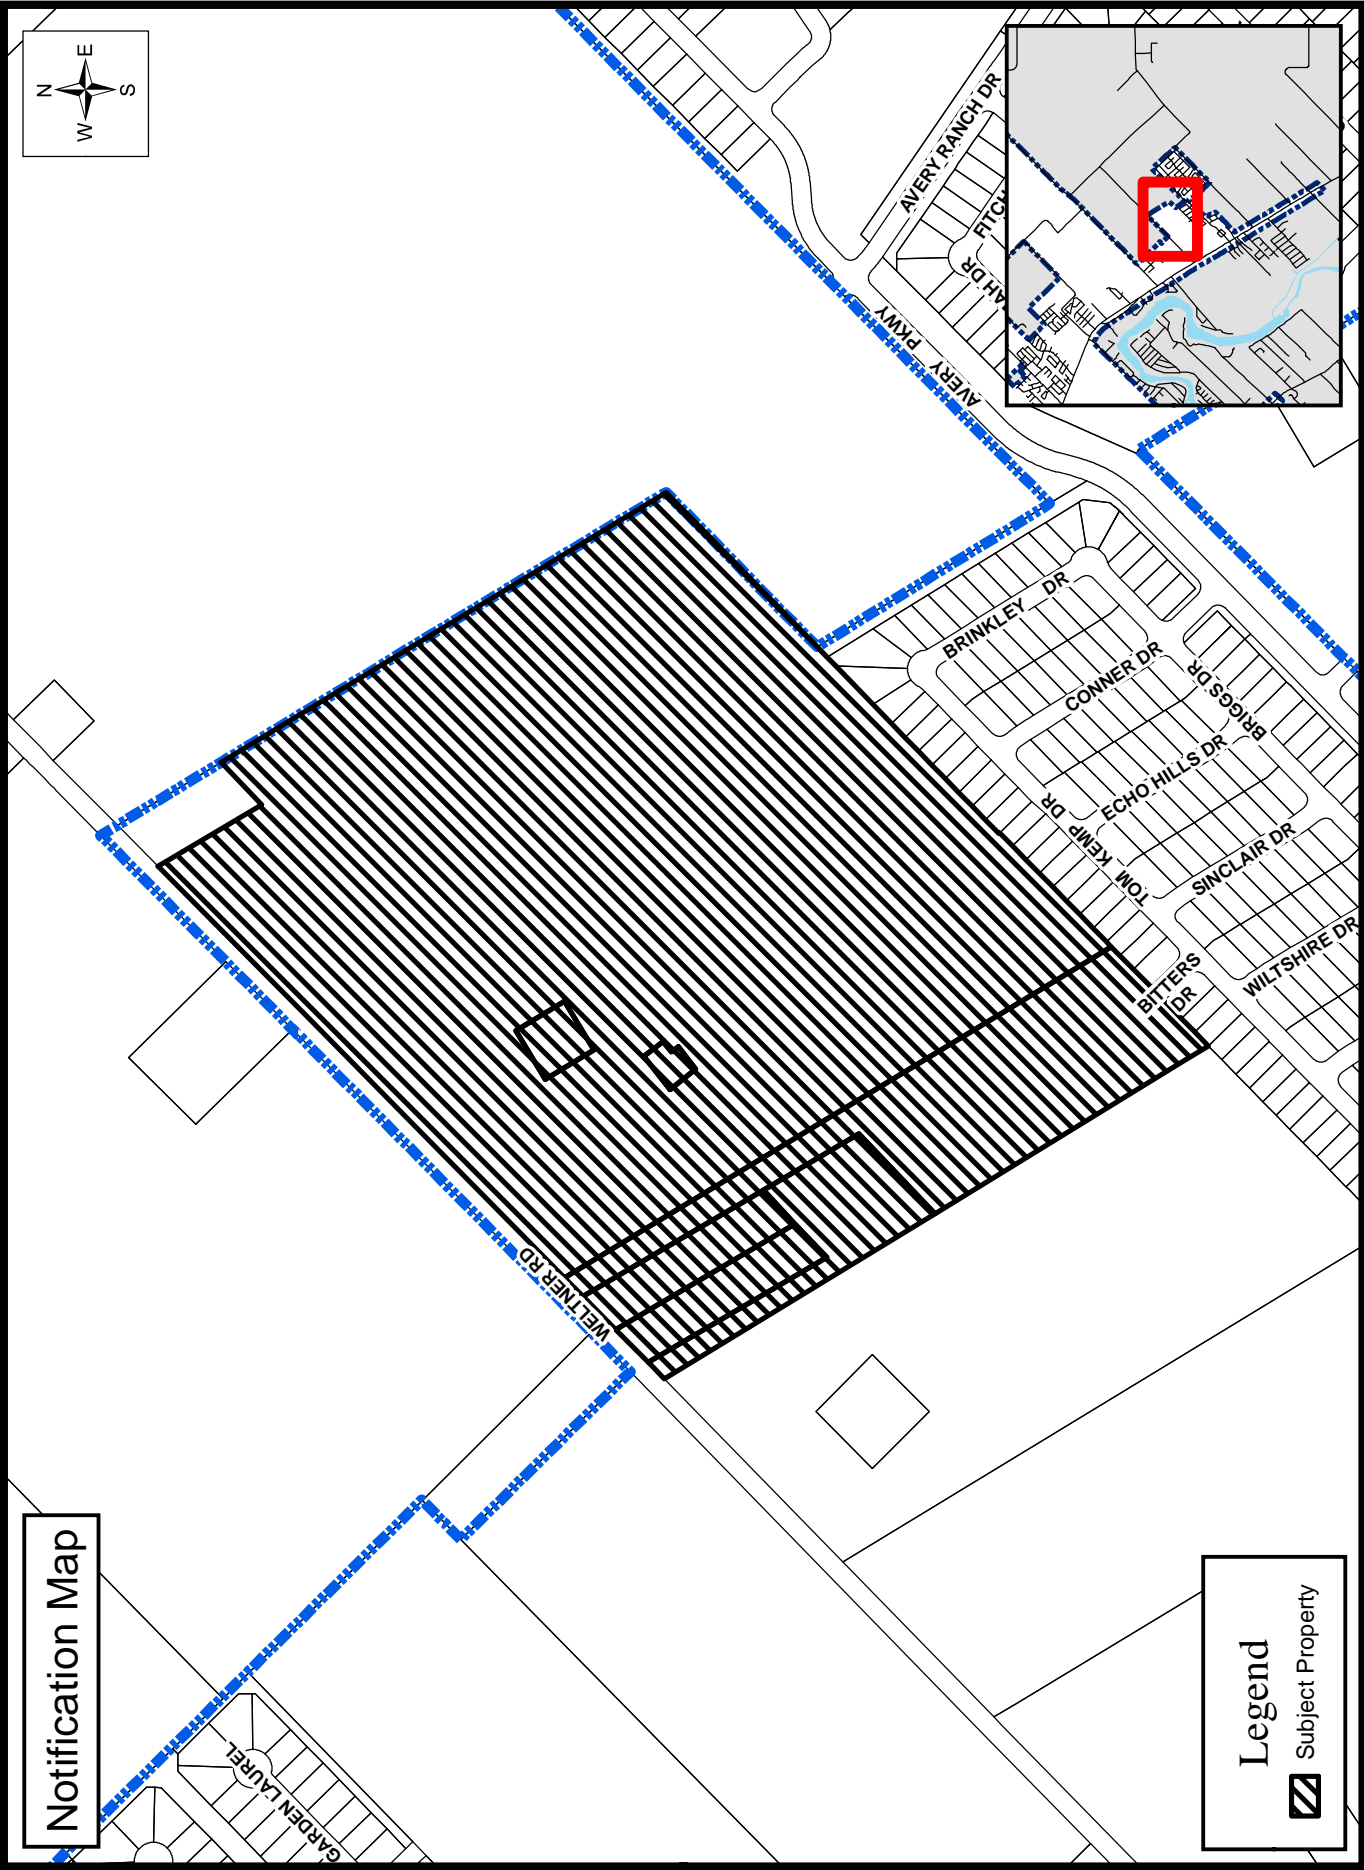 Notification Map
N
W E
S
GARDEN LAUREL
WELTNER RD
AVERY RANCH DR
FITCH
AH DR
AVERY PKWY
BRINKLEY DR
CONNER DR
BRIGGS DR
ECHO HILLS DR
TOM KEMP DR
SINCLAIR DR
BITTERS
DR
WILTSHIRE DR
Legend
Subject Property